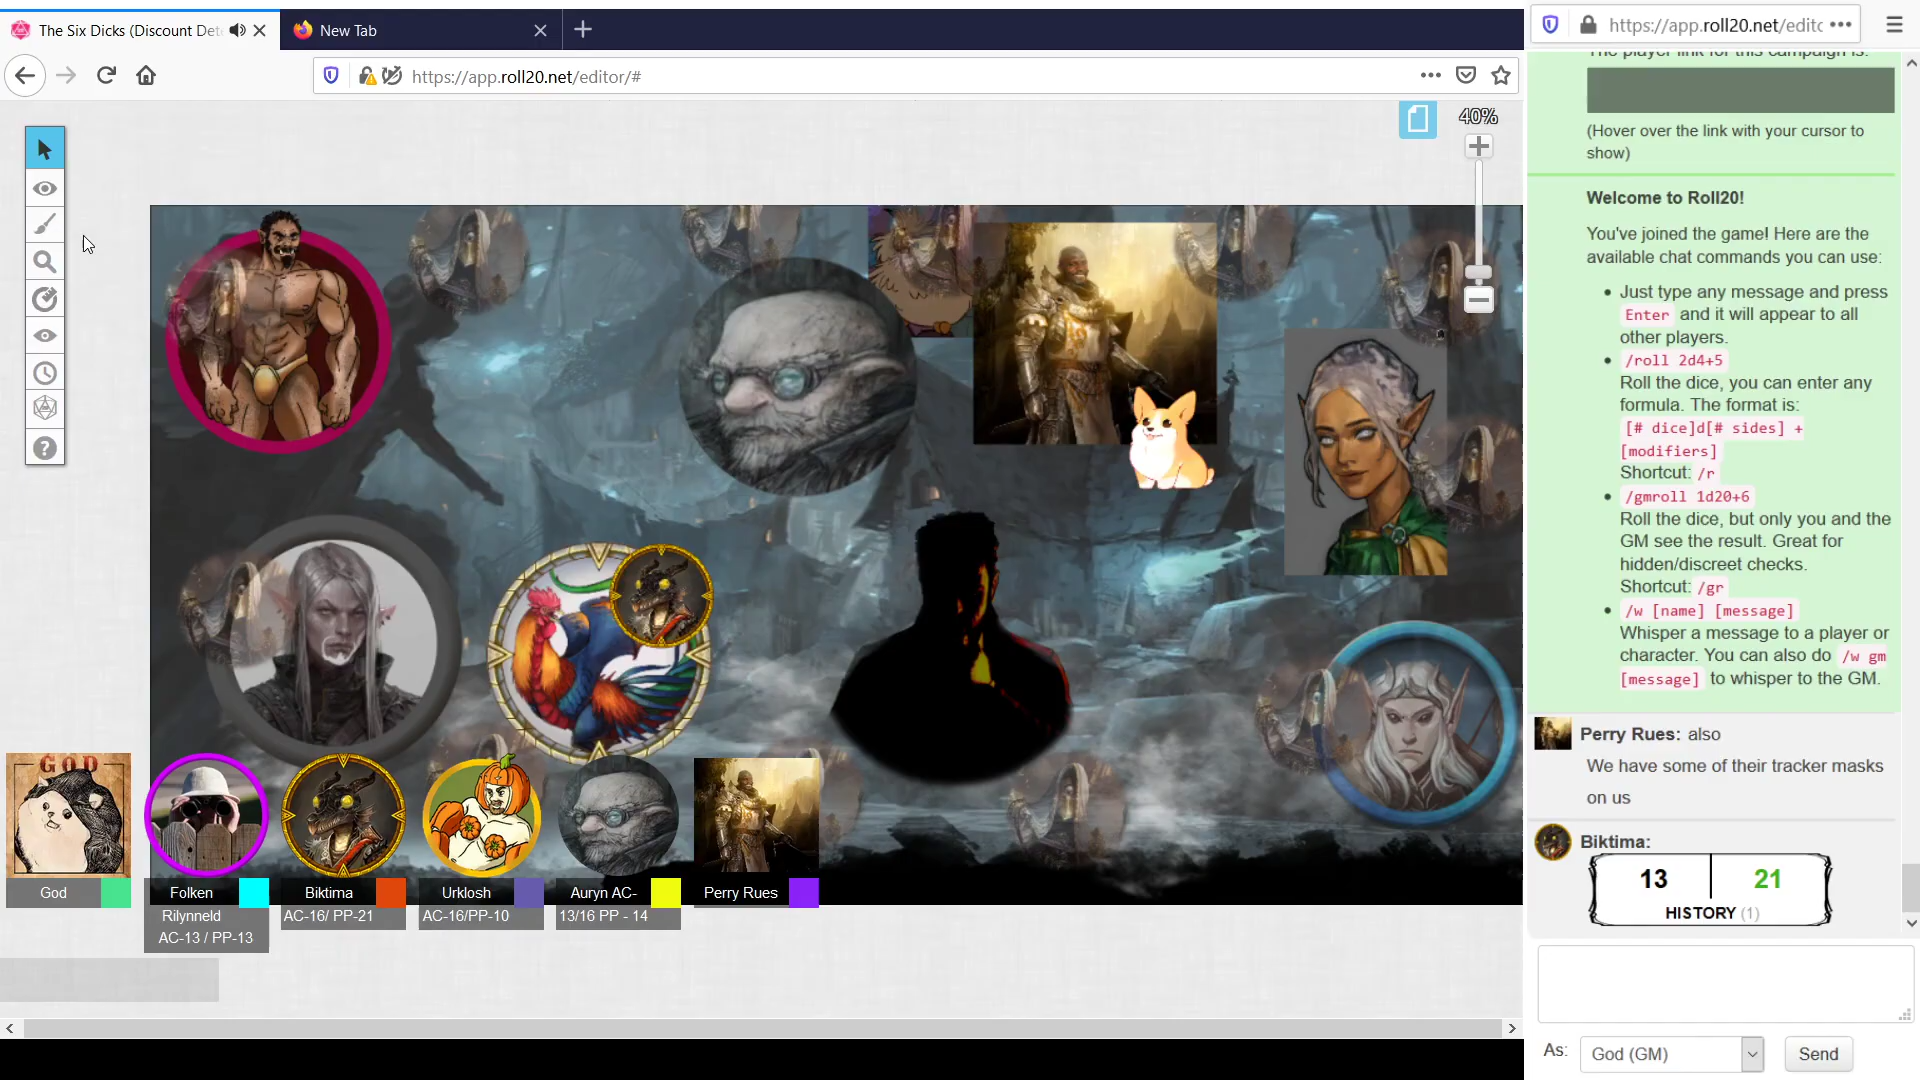 The Six Dicks (Discount Det
New Tab
https://app.roll20.net/editor/#
https://app.roll20.net/editc
40%
The player link for this campaign is:
(Hover over the link with your cursor to
show)
Welcome to Roll20!
You've joined the game! Here are the
available chat commands you can use:
Just type any message and press
Enter and it will appear to all
other players.
/roll 2d4+5
Roll the dice, you can enter any
formula. The format is:
[# dice]d[# sides] +
[modifiers]
Shortcut: /r
/gmroll 1d20+6
Roll the dice, but only you and the
GM see the result. Great for
hidden/discreet checks.
Shortcut: /gr
/w [name] [message]
Whisper a message to a player or
character. You can also do /w gm
[message] to whisper to the GM.
Perry Rues: also
We have some of their tracker masks
on us
Biktima:
13 21
HISTORY (1)
As: God (GM) Send
GOD
God
Folken
Rilynneld
AC-13 / PP-13
Biktima
AC-16/ PP-21
Urklosh
AC-16/PP-10
Auryn AC-
13/16 PP - 14
Perry Rues